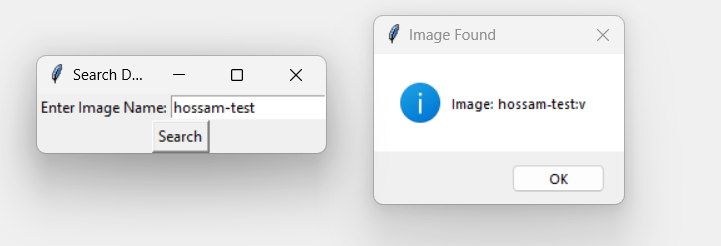 Search D...
Enter Image Name: hossam-test
Search
Image Found
Image: hossam-test:v
OK